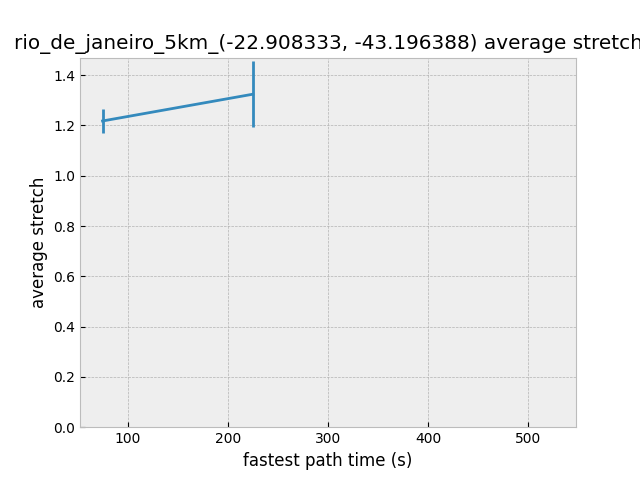 rio_de_janeiro_5km_(-22.908333, -43.196388) average stretch
1.4
1.2
1.0
0.8
0.6
0.4
0.2
0.0
average stretch
100 200 300 400 500
fastest path time (s)